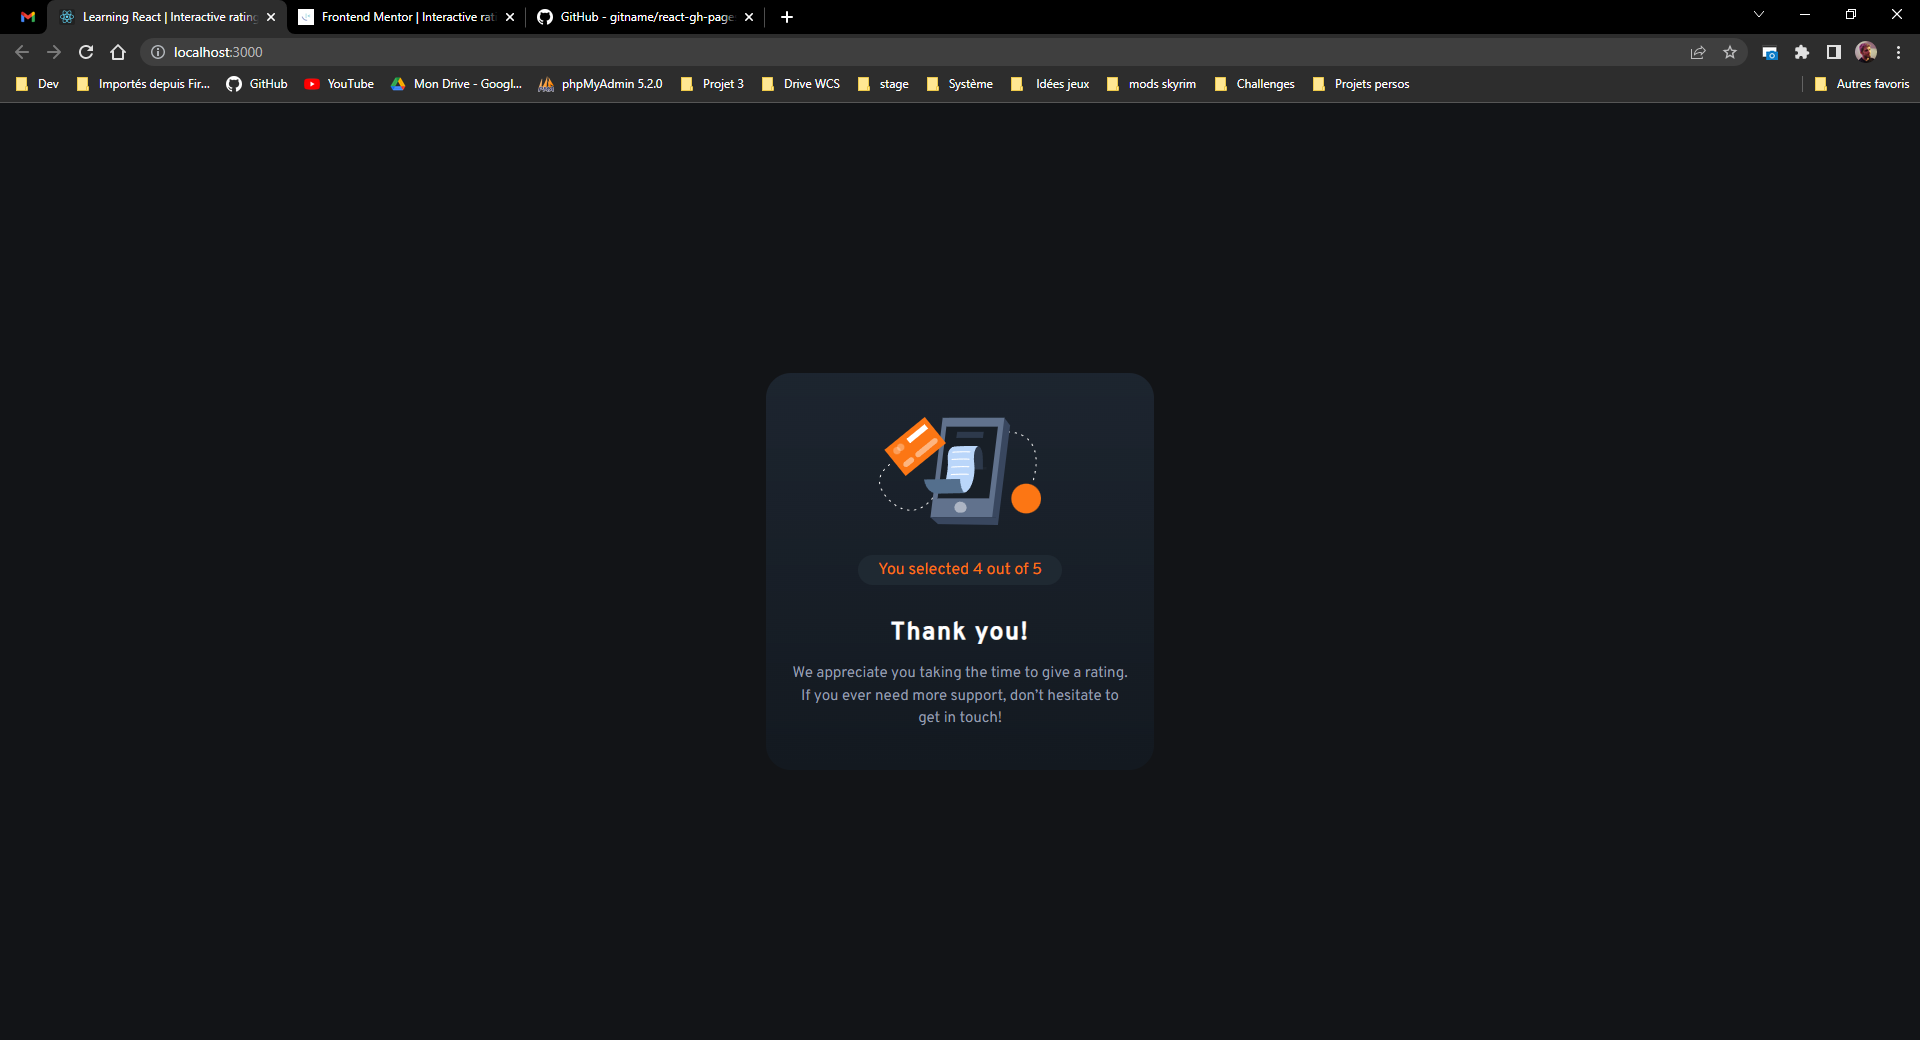 Learning React | Interactive rating
Frontend Mentor | Interactive rati
GitHub - gitname/react-gh-page
localhost:3000
Dev
Importés depuis Fir...
GitHub
YouTube
Mon Drive - Googl...
phpMyAdmin 5.2.0
Projet 3
Drive WCS
stage
Système
Idées jeux
mods skyrim
Challenges
Projets persos
Autres favoris
You selected 4 out of 5
Thank you!
We appreciate you taking the time to give a rating.
If you ever need more support, don’t hesitate to
get in touch!